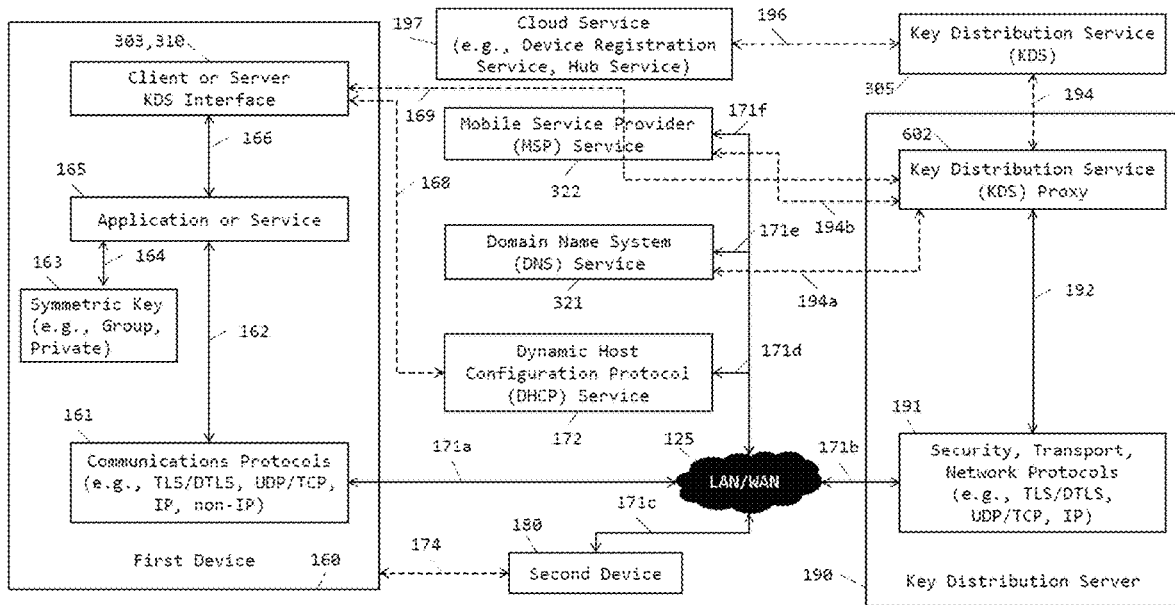 303,310
Client or Server
KDS Interface
166
165
Application or Service
163
164
Symmetric Key
(e.g., Group,
Private)
162
161
Communications Protocols
(e.g., TLS/DTLS, UDP/TCP,
IP, non-IP)
First Device
160
197
Cloud Service
(e.g., Device Registration
Service, Hub Service)
196
169
Mobile Service Provider
(MSP) Service
322
171f
168
Domain Name System
(DNS) Service
321
171e
194b
194a
Dynamic Host
Configuration Protocol
(DHCP) Service
172
171d
171a
125
LAN/WAN
171b
171c
180
Second Device
174
Key Distribution Service
(KDS)
305
194
602
Key Distribution Service
(KDS) Proxy
192
191
Security, Transport,
Network Protocols
(e.g., TLS/DTLS,
UDP/TCP, IP)
190
Key Distribution Server